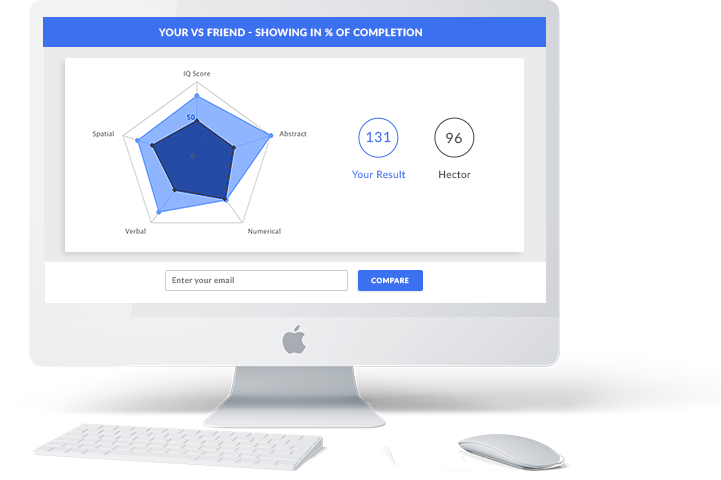 YOUR VS FRIEND - SHOWING IN % OF COMPLETION
IQ Score
50
Spatial
Abstract
0
Verbal
Numerical
131
96
Your Result
Hector
Enter your email
COMPARE